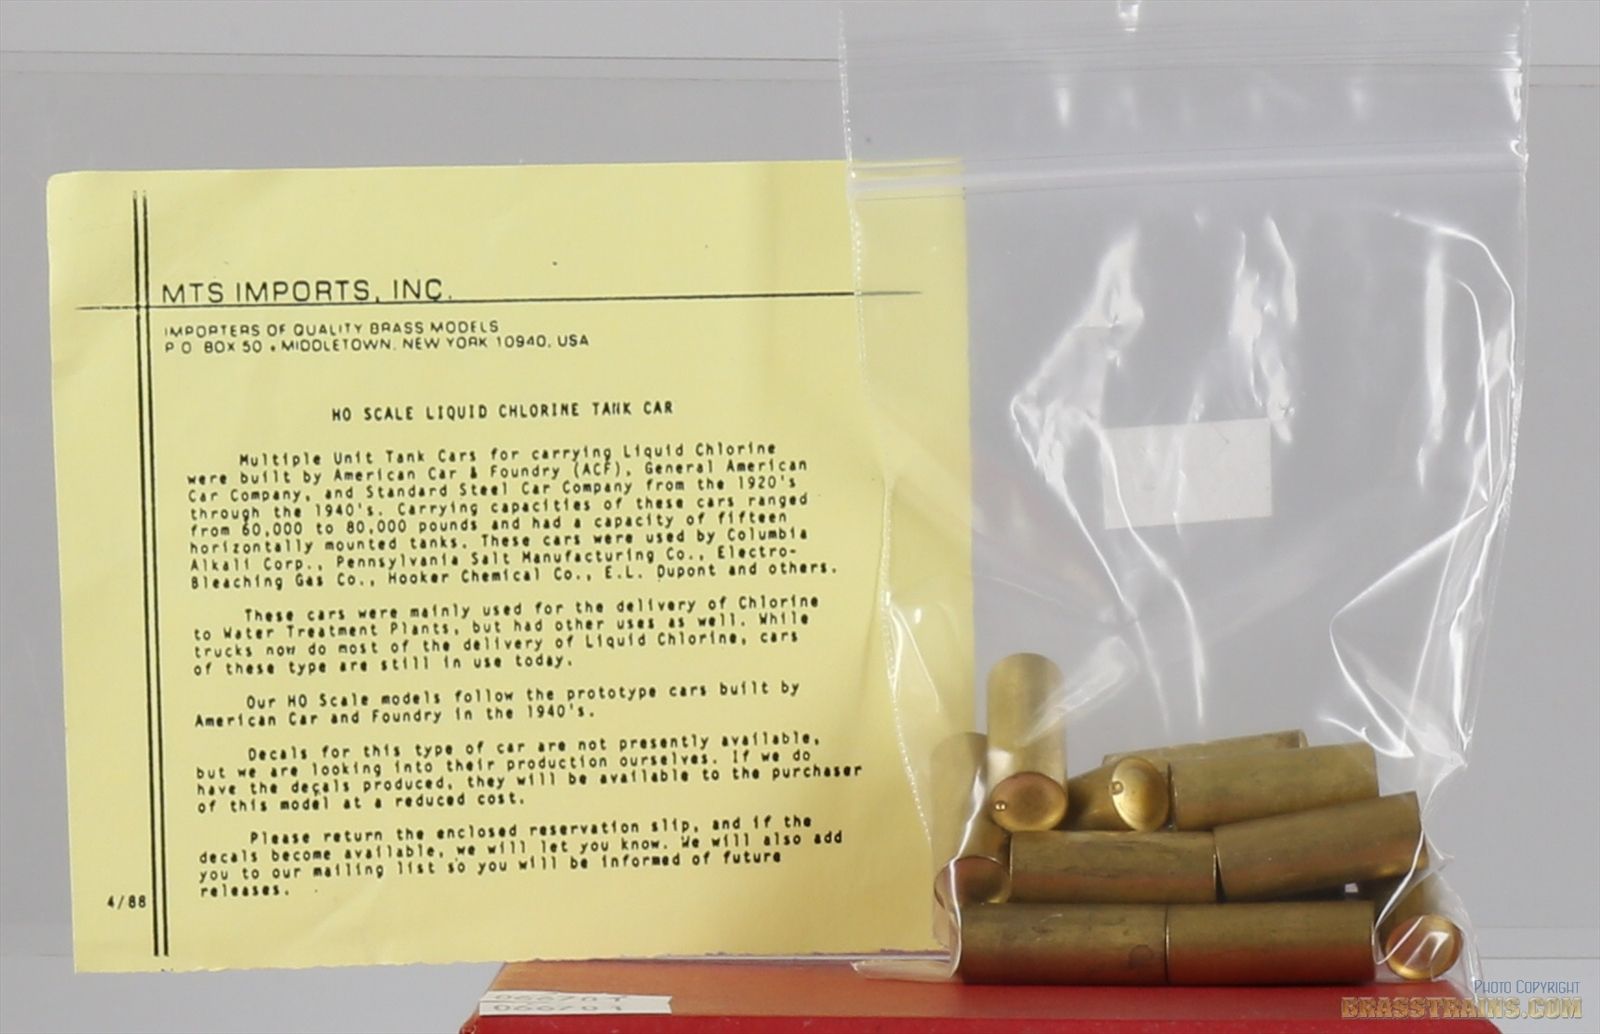 MTS IMPORTS, INC.
IMPORTERS OF QUALITY BRASS MODELS
P.O. BOX 50 • MIDDLETOWN, NEW YORK 10940, USA
HO SCALE LIQUID CHLORINE TANK CAR
Multiple Unit Tank Cars for carrying Liquid Chlorine
were built by American Car & Foundry (ACF), General American
Car Company, and Standard Steel Car Company from the 1920's
through the 1940's. Carrying capacities of these cars ranged
from 60,000 to 80,000 pounds and had a capacity of fifteen
horizontally mounted tanks. These cars were used by Columbia
Alkali Corp., Pennsylvania Salt Manufacturing Co., Electro-
Bleaching Gas Co., Hooker Chemical Co., E.L. Dupont and others.
These cars were mainly used for the delivery of Chlorine
to Water Treatment Plants, but had other uses as well. While
trucks now do most of the delivery of Liquid Chlorine, cars
of these type are still in use today.
Our HO Scale models follow the prototype cars built by
American Car and Foundry in the 1940's.
Decals for this type of car are not presently available,
but we are looking into their production ourselves. If we do
have the decals produced, they will be available to the purchaser
of this model at a reduced cost.
Please return the enclosed reservation slip, and if the
decals become available, we will let you know. We will also add
you to our mailing list so you will be informed of future
releases.
4/88
PHOTO COPYRIGHT
BRASSTRAINS.COM